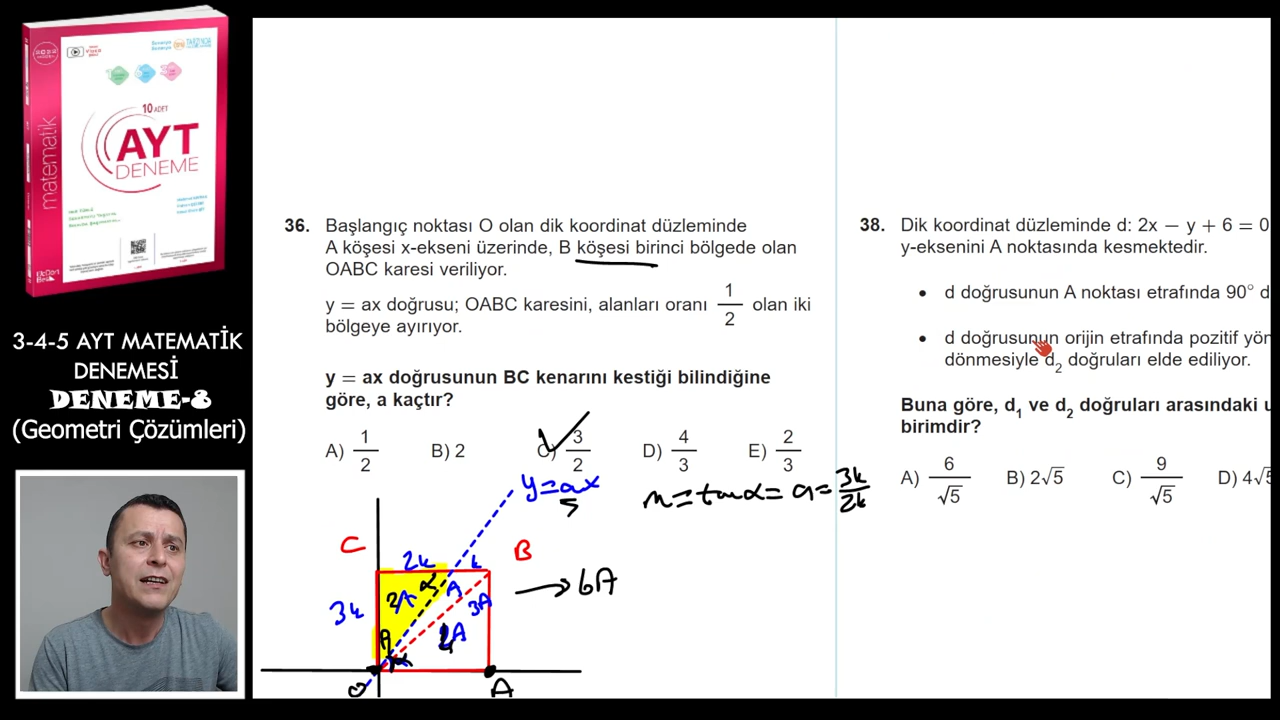 2022
10 ADET
AYT
DENEME
matematik
3-4-5 AYT MATEMATİK
DENEMESİ
DENEME-8
(Geometri Çözümleri)
36. Başlangıç noktası O olan dik koordinat düzleminde
A köşesi x-ekseni üzerinde, B köşesi birinci bölgede olan
OABC karesi veriliyor.
y = ax doğrusu; OABC karesini, alanları oranı 1/2 olan iki
bölgeye ayırıyor.
y = ax doğrusunun BC kenarını kestiği bilindiğine
göre, a kaçtır?
A) 1/2 B) 2 C) 3/2 D) 4/3 E) 2/3
y=ax
m=tanα=a=3k/2k
C
2k
k
B
3k
α
A
3A
6A
A
O
A
38. Dik koordinat düzleminde d: 2x − y + 6 = 0
y-eksenini A noktasında kesmektedir.
• d doğrusunun A noktası etrafında 90° d
• d doğrusunun orijin etrafında pozitif yön
dönmesiyle d₂ doğruları elde ediliyor.
Buna göre, d₁ ve d₂ doğruları arasındaki u
birimdir?
A) 6/√5 B) 2√5 C) 9/√5 D) 4√5